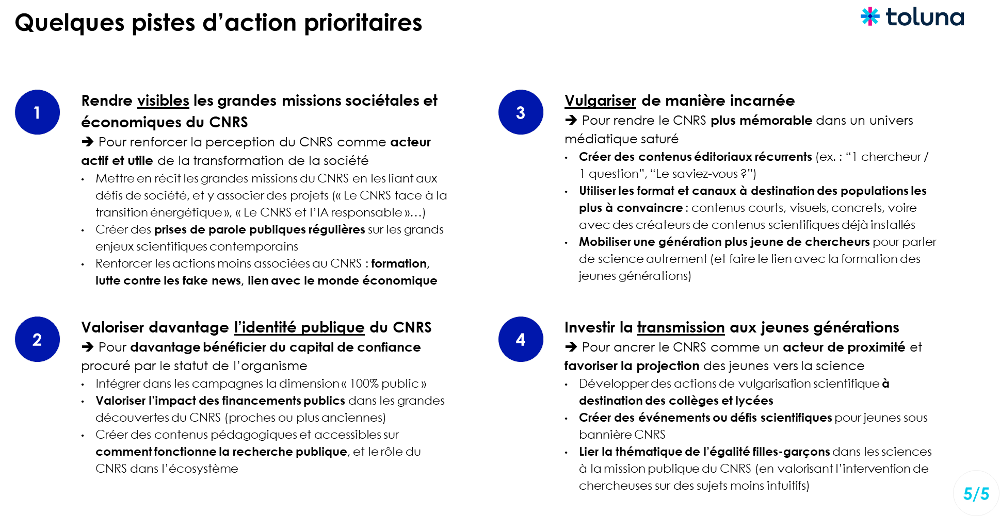 Quelques pistes d’action prioritaires
toluna
1
Rendre visibles les grandes missions sociétales et
économiques du CNRS
➔ Pour renforcer la perception du CNRS comme acteur
actif et utile de la transformation de la société
• Mettre en récit les grandes missions du CNRS en les liant aux
défis de société, et y associer des projets (« Le CNRS face à la
transition énergétique », « Le CNRS et l’IA responsable »…)
• Créer des prises de parole publiques régulières sur les grands
enjeux scientifiques contemporains
• Renforcer les actions moins associées au CNRS : formation,
lutte contre les fake news, lien avec le monde économique
2
Valoriser davantage l’identité publique du CNRS
➔ Pour davantage bénéficier du capital de confiance
procuré par le statut de l’organisme
• Intégrer dans les campagnes la dimension « 100% public »
• Valoriser l’impact des financements publics dans les grandes
découvertes du CNRS (proches ou plus anciennes)
• Créer des contenus pédagogiques et accessibles sur
comment fonctionne la recherche publique, et le rôle du
CNRS dans l’écosystème
3
Vulgariser de manière incarnée
➔ Pour rendre le CNRS plus mémorable dans un univers
médiatique saturé
• Créer des contenus éditoriaux récurrents (ex. : “1 chercheur /
1 question”, “Le saviez-vous ?”)
• Utiliser les format et canaux à destination des populations les
plus à convaincre : contenus courts, visuels, concrets, voire
avec des créateurs de contenus scientifiques déjà installés
• Mobiliser une génération plus jeune de chercheurs pour parler
de science autrement (et faire le lien avec la formation des
jeunes générations)
4
Investir la transmission aux jeunes générations
➔ Pour ancrer le CNRS comme un acteur de proximité et
favoriser la projection des jeunes vers la science
• Développer des actions de vulgarisation scientifique à
destination des collèges et lycées
• Créer des événements ou défis scientifiques pour jeunes sous
bannière CNRS
• Lier la thématique de l’égalité filles-garçons dans les sciences
à la mission publique du CNRS (en valorisant l’intervention de
chercheuses sur des sujets moins intuitifs)
5/5